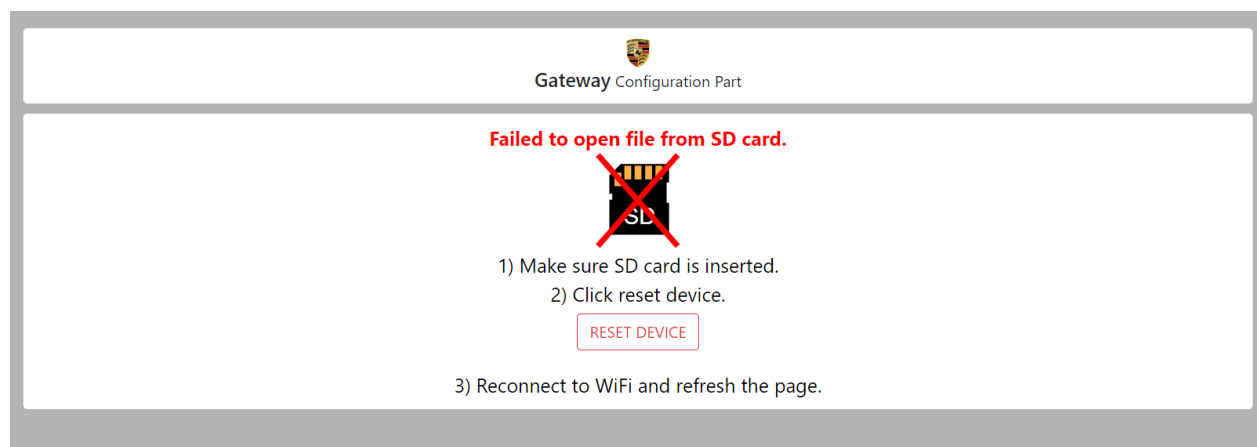 Gateway Configuration Part
Failed to open file from SD card.
SD
1) Make sure SD card is inserted.
2) Click reset device.
RESET DEVICE
3) Reconnect to WiFi and refresh the page.